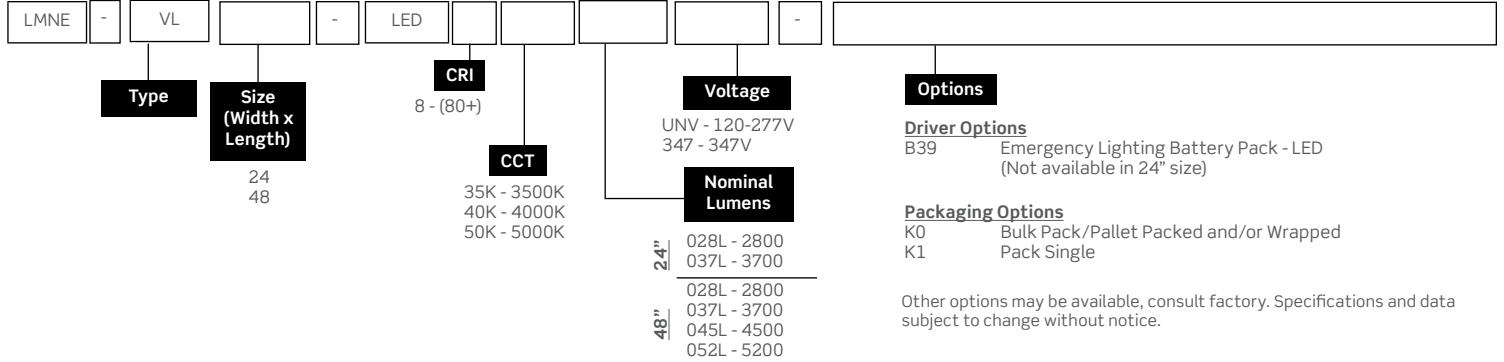 LMNE - VL - LED -
Type
Size
(Width x
Length)
24
48
CRI
8 - (80+)
CCT
35K - 3500K
40K - 4000K
50K - 5000K
Voltage
UNV - 120-277V
347 - 347V
Nominal
Lumens
24”
028L - 2800
037L - 3700
48”
028L - 2800
037L - 3700
045L - 4500
052L - 5200
Options
Driver Options
B39 Emergency Lighting Battery Pack - LED
(Not available in 24” size)
Packaging Options
K0 Bulk Pack/Pallet Packed and/or Wrapped
K1 Pack Single
Other options may be available, consult factory. Specifications and data
subject to change without notice.